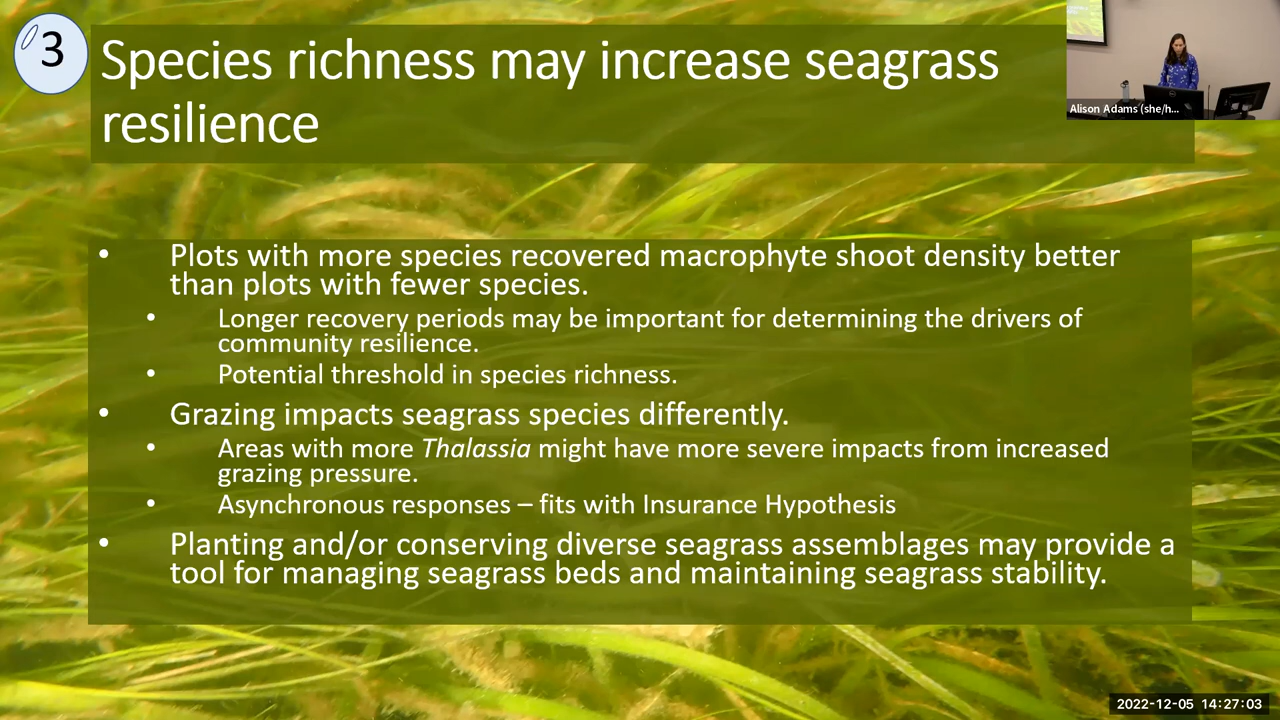 3
Species richness may increase seagrass
resilience
Alison Adams (she/h...
• Plots with more species recovered macrophyte shoot density better
than plots with fewer species.
• Longer recovery periods may be important for determining the drivers of
community resilience.
• Potential threshold in species richness.
• Grazing impacts seagrass species differently.
• Areas with more Thalassia might have more severe impacts from increased
grazing pressure.
• Asynchronous responses – fits with Insurance Hypothesis
• Planting and/or conserving diverse seagrass assemblages may provide a
tool for managing seagrass beds and maintaining seagrass stability.
2022-12-05 14:27:03